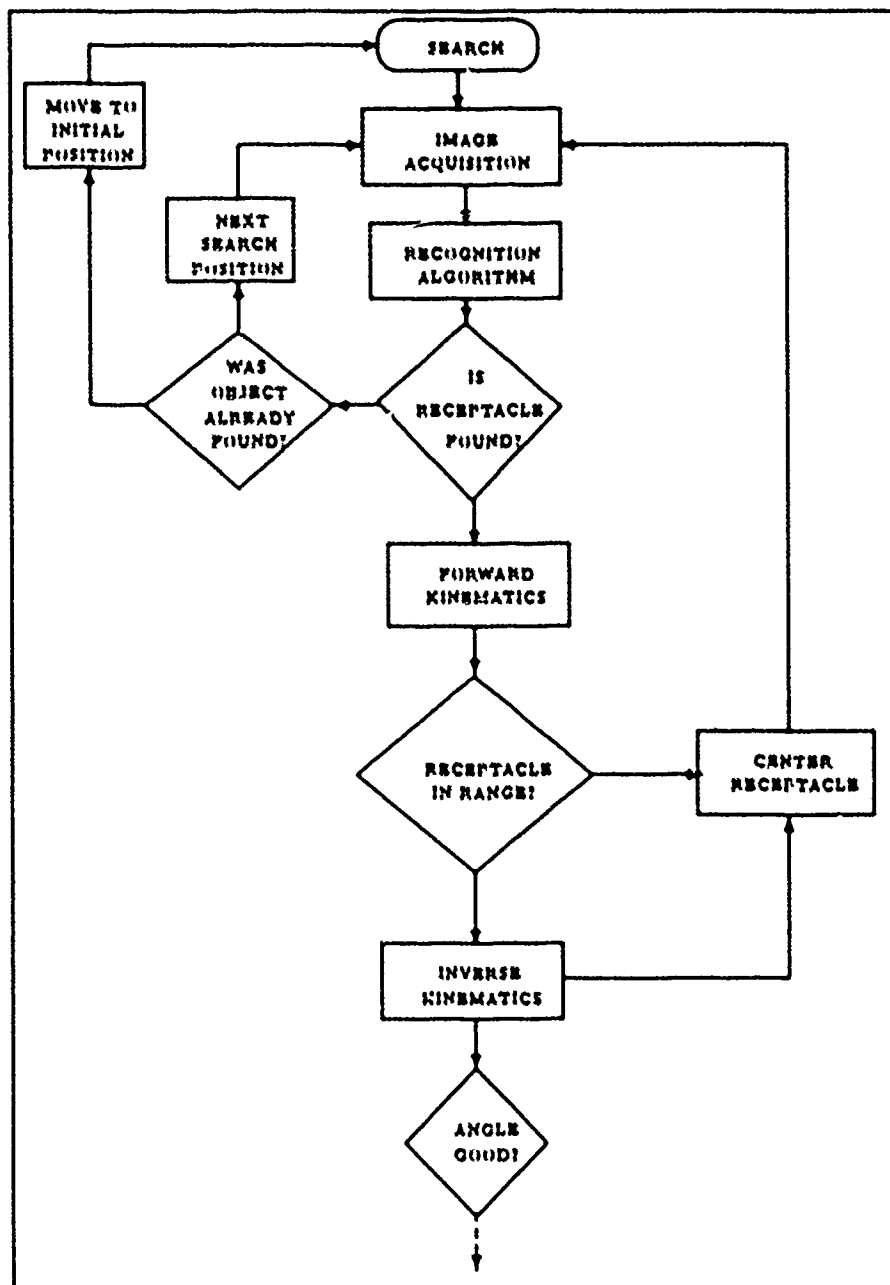 SEARCH
MOVE TO
INITIAL
POSITION
IMAGE
ACQUISITION
NEXT
SEARCH
POSITION
RECOGNITION
ALGORITHM
WAS
OBJECT
ALREADY
FOUND?
IS
RECEPTACLE
FOUND?
FORWARD
KINEMATICS
RECEPTACLE
IN RANGE?
CENTER
RECEPTACLE
INVERSE
KINEMATICS
ANGLE
GOOD?